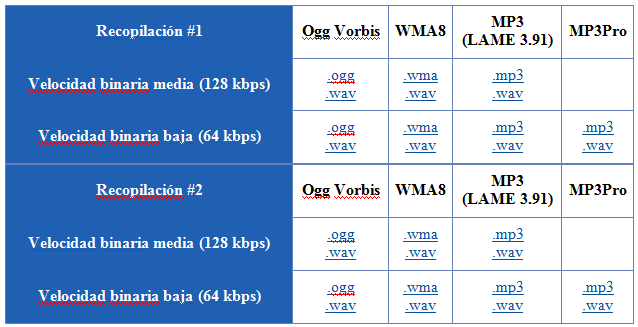 Recopilación #1 Ogg Vorbis WMA8 MP3 (LAME 3.91) MP3Pro
Velocidad binaria media (128 kbps) .ogg .wma .mp3
.wav .wav .wav
Velocidad binaria baja (64 kbps) .ogg .wma .mp3 .mp3
.wav .wav .wav .wav
Recopilación #2 Ogg Vorbis WMA8 MP3 (LAME 3.91) MP3Pro
Velocidad binaria media (128 kbps) .ogg .wma .mp3
.wav .wav .wav
Velocidad binaria baja (64 kbps) .ogg .wma .mp3 .mp3
.wav .wav .wav .wav